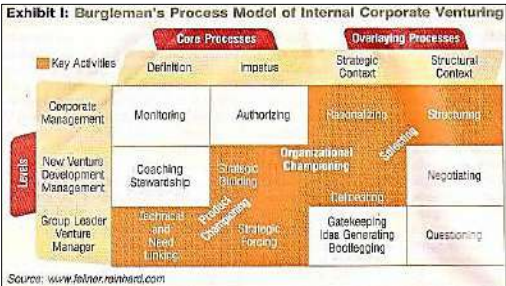 Exhibit I: Burgleman's Process Model of Internal Corporate Venturing
Core Processes
Overlaying Processes
Key Activities
Definition
Impetus
Strategic
Context
Structural
Context
Levels
Corporate
Management
Monitoring
Authorizing
Rationalizing
Structuring
New Venture
Development
Management
Coaching
Stewardship
Strategic
Building
Organizational
Championing
Selecting
Delineating
Negotiating
Product
Championing
Group Leader
Venture
Manager
Technical
and
Need
Linking
Strategic
Forcing
Gatekeeping
Idea Generating
Bootlegging
Questioning
Source: www.fellner.reinhard.com